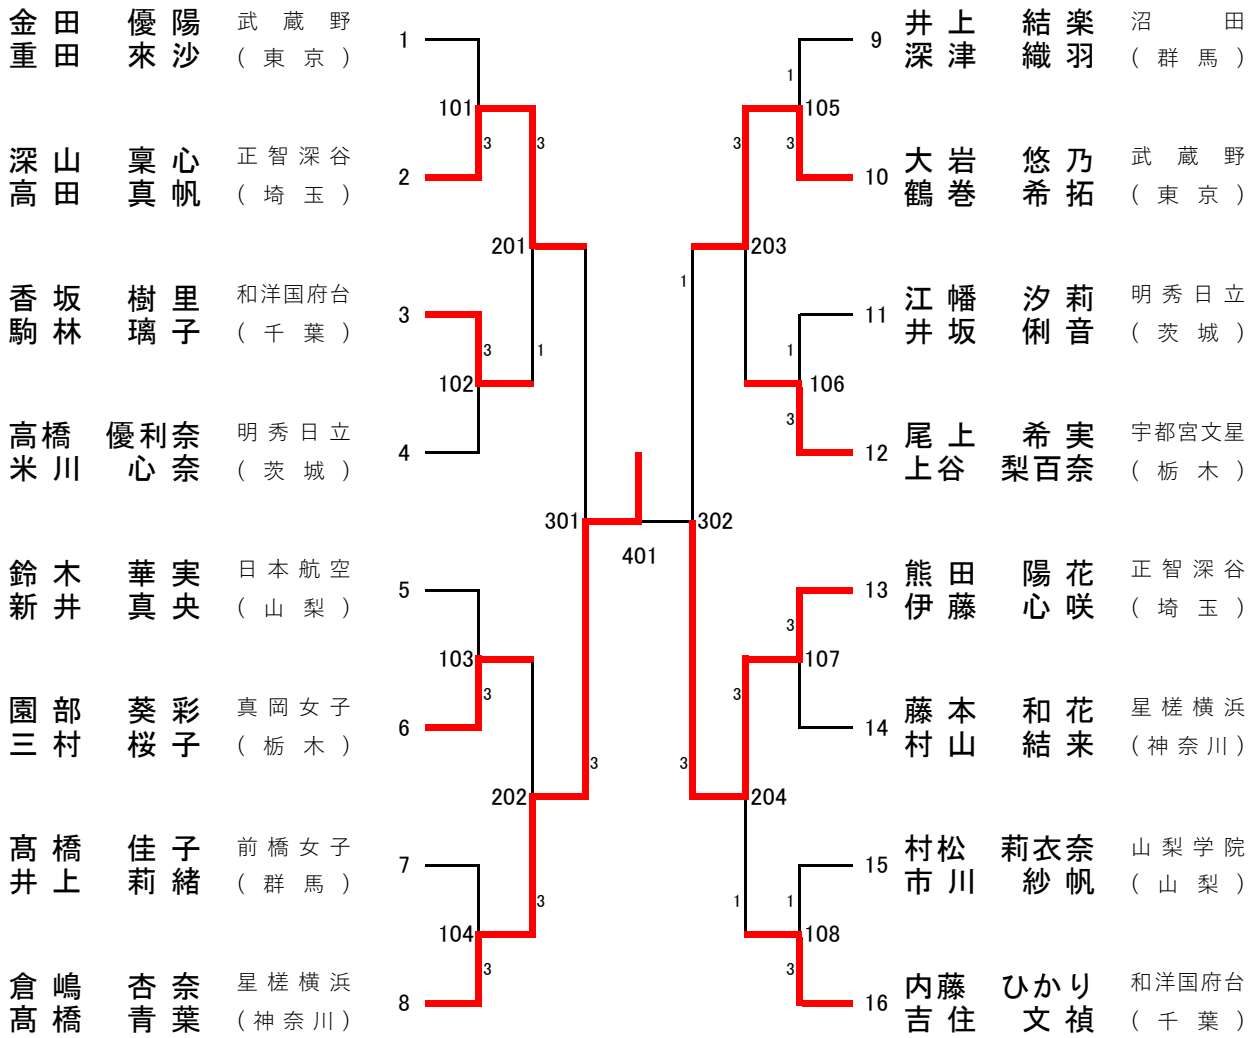 金田 優陽 武蔵野
重田 來沙 (東京)
1
深山 稟心 正智深谷
高田 真帆 (埼玉)
2
101
3
3
香坂 樹里 和洋国府台
駒林 璃子 (千葉)
3
201
3
1
102
高橋 優利奈 明秀日立
米川 心奈 (茨城)
4
301
401
鈴木 華実 日本航空
新井 真央 (山梨)
5
103
3
園部 葵彩 真岡女子
三村 桜子 (栃木)
6
202
3
髙橋 佳子 前橋女子
井上 莉緒 (群馬)
7
3
104
3
倉嶋 杏奈 星槎横浜
髙橋 青葉 (神奈川)
8
9
井上 結楽 沼田
深津 織羽 (群馬)
1
105
3
3
10
大岩 悠乃 武蔵野
鶴巻 希拓 (東京)
203
1
11
江幡 汐莉 明秀日立
井坂 俐音 (茨城)
1
106
3
12
尾上 希実 宇都宮文星
上谷 梨百奈 (栃木)
302
13
熊田 陽花 正智深谷
伊藤 心咲 (埼玉)
3
107
3
14
藤本 和花 星槎横浜
村山 結来 (神奈川)
3
204
15
村松 莉衣奈 山梨学院
市川 紗帆 (山梨)
1
1
108
3
16
内藤 ひかり 和洋国府台
吉住 文禎 (千葉)